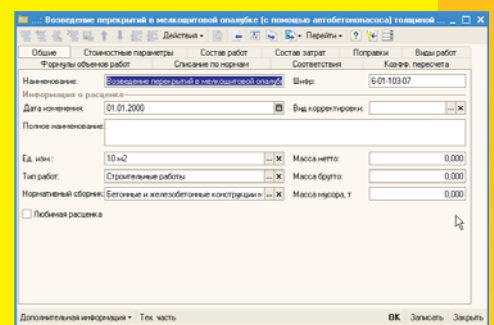 ...: Возведение перекрытий в мелкощитовой опалубке (с помощью автобетононасоса) толщиной ...
Действия Перейти ?
Общие Стоимостные параметры Состав работ Состав затрат Поправки Виды работ
Формулы объемов работ Списание по нормам Соответствия Коэфф. пересчета
Наименование: Возведение перекрытий в мелкощитовой опалубк Шифр: 6-01-103-07
Информация о расценке
Дата изменения: 01.01.2000 Вид корректировки: ... x
Полное наименование:
Ед. изм.: 10 м2 ... x Масса нетто: 0,000
Тип работ: Строительные работы ... x Масса брутто: 0,000
Нормативный сборник: Бетонные и железобетонные конструкции м ... x Масса мусора, т 0,000
Любимая расценка
Дополнительная информация Тех. часть OK Записать Закрыть